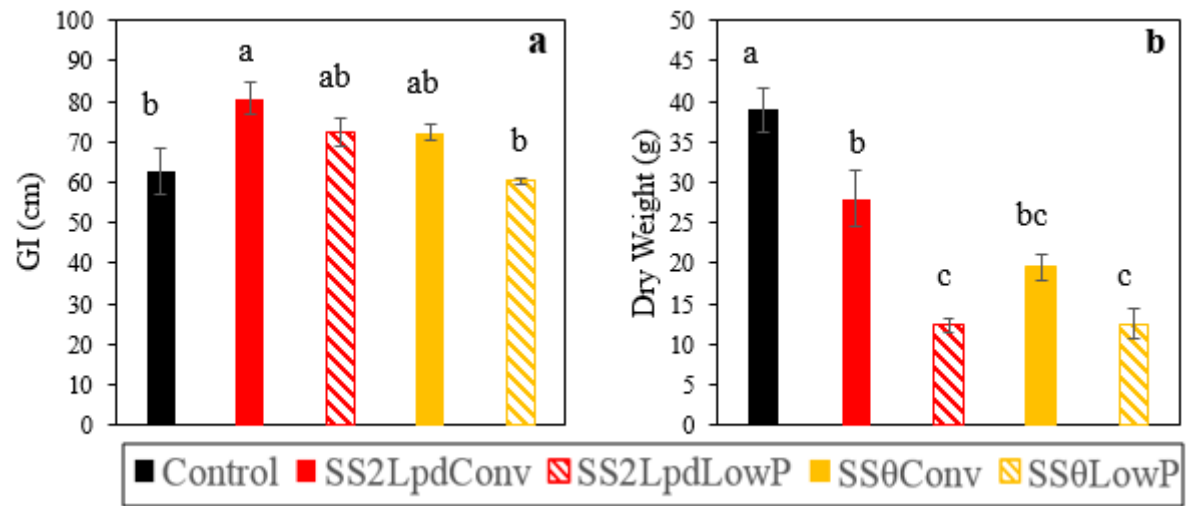 100
90
80
70
60
50
40
30
20
10
0
GI (cm)
a
b
a
ab
ab
b
50
45
40
35
30
25
20
15
10
5
0
Dry Weight (g)
b
a
b
c
bc
c
Control SS2LpdConv SS2LpdLowP SSθConv SSθLowP